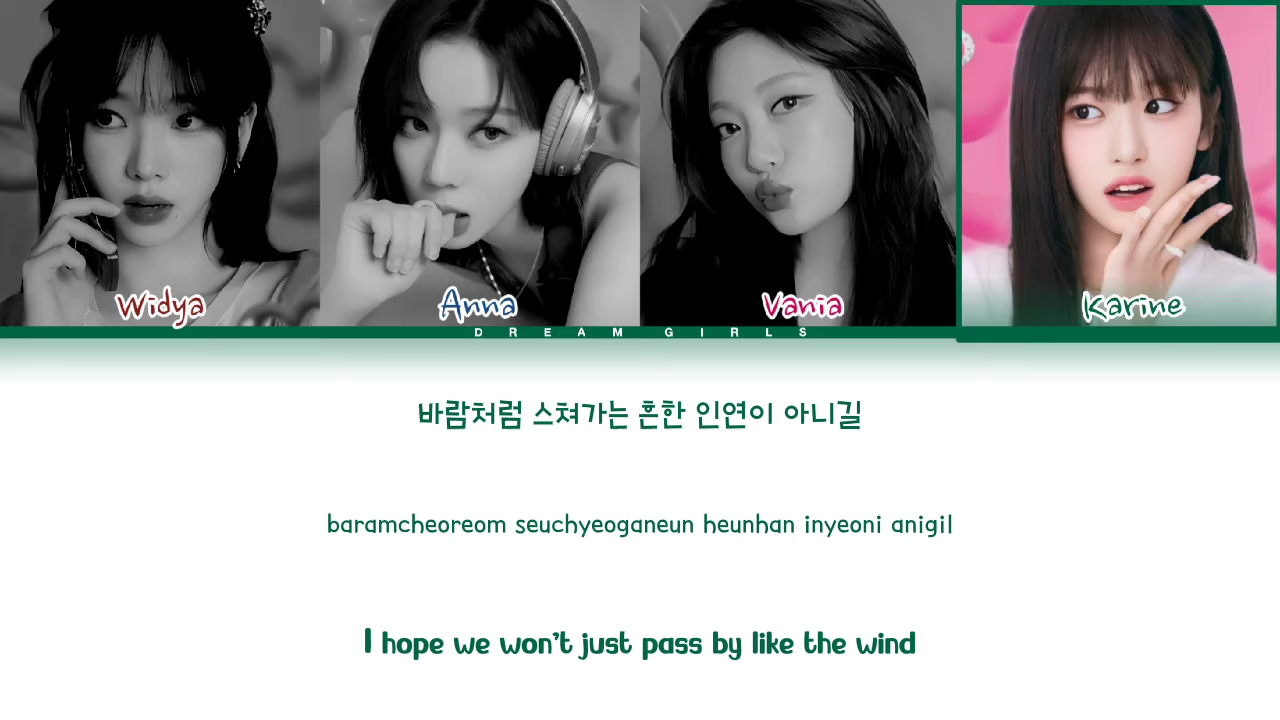 Widya
Anna
Vania
Karine
DREAM GIRLS
바람처럼 스쳐가는 흔한 인연이 아니길
baramcheoreom seuchyeoganeun heunhan inyeoni anigil
I hope we won't just pass by like the wind